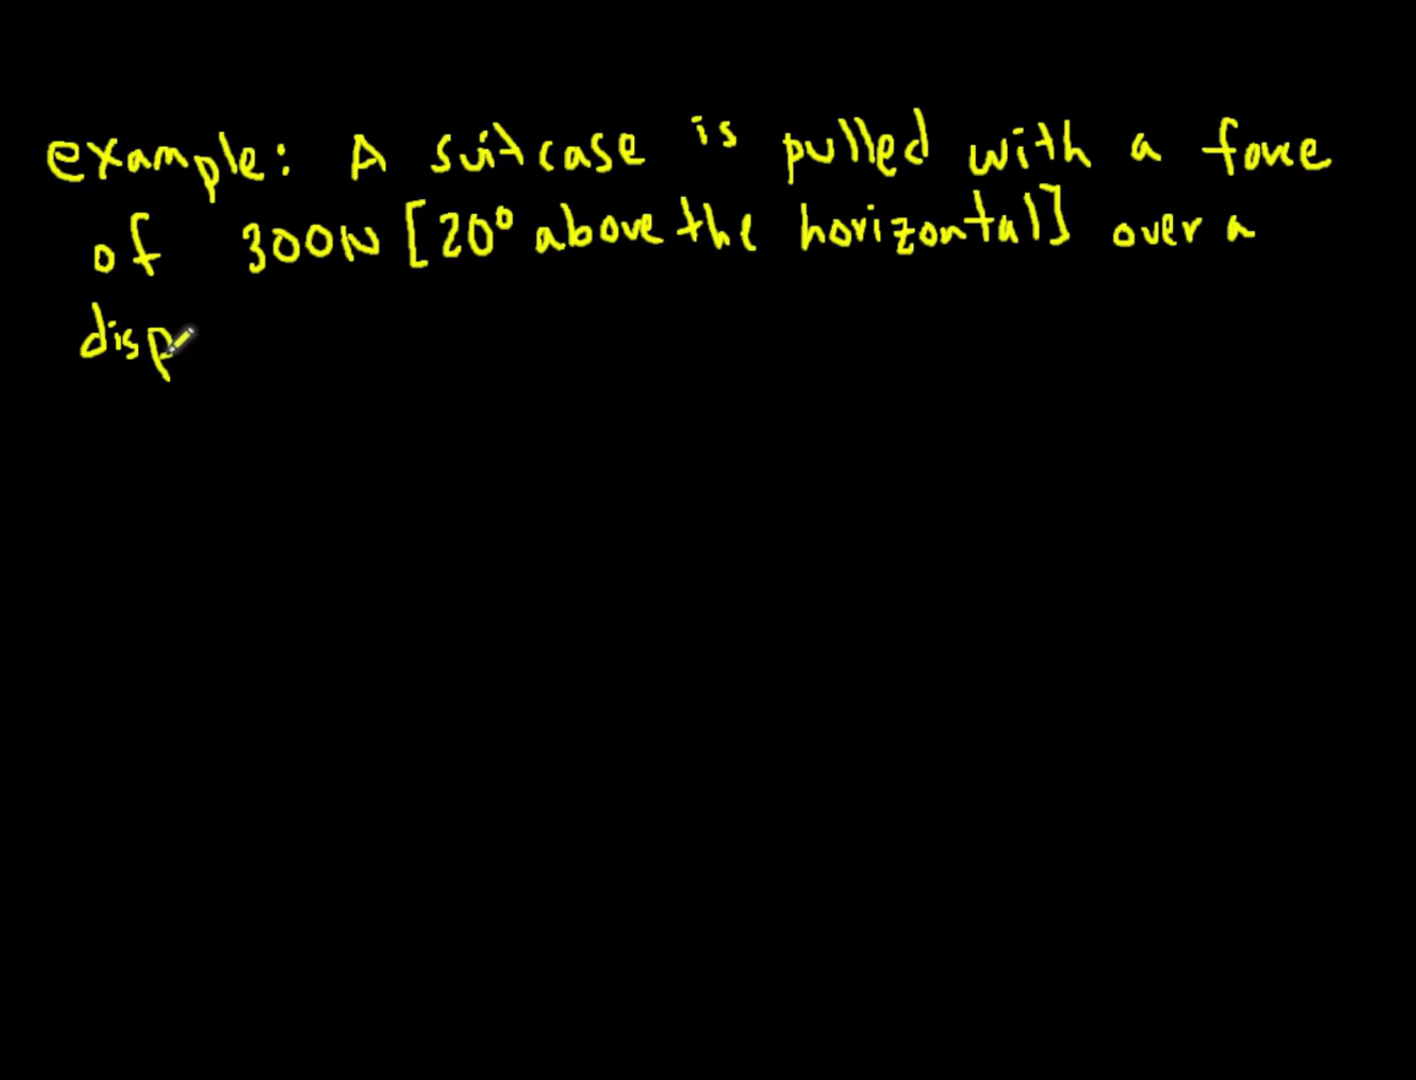 example: A suitcase is pulled with a force
of 300N [20° above the horizontal] over a
disp